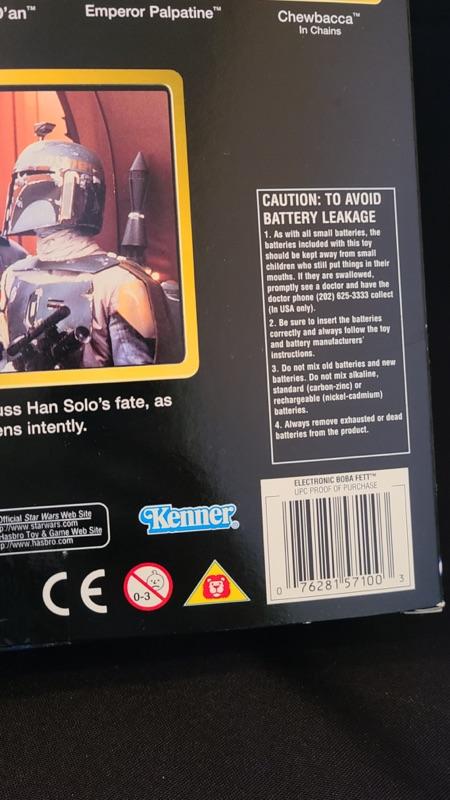 'an™
Emperor Palpatine™
Chewbacca™
In Chains
CAUTION: TO AVOID
BATTERY LEAKAGE
1. As with all small batteries, the
batteries included with this toy
should be kept away from small
children who still put things in their
mouths. If they are swallowed,
promptly see a doctor and have the
doctor phone (202) 625-3333 collect
(In USA only).
2. Be sure to insert the batteries
correctly and always follow the toy
and battery manufacturers'
instructions.
3. Do not mix old batteries and new
batteries. Do not mix alkaline,
standard (carbon-zinc) or
rechargeable (nickel-cadmium)
batteries.
4. Always remove exhausted or dead
batteries from the product.
uss Han Solo's fate, as
ens intently.
Official Star Wars Web Site
p://www.starwars.com
Hasbro Toy & Game Web Site
p://www.hasbro.com
Kenner®
CE
0-3
ELECTRONIC BOBA FETT™
UPC PROOF OF PURCHASE
0 76281 57100 3